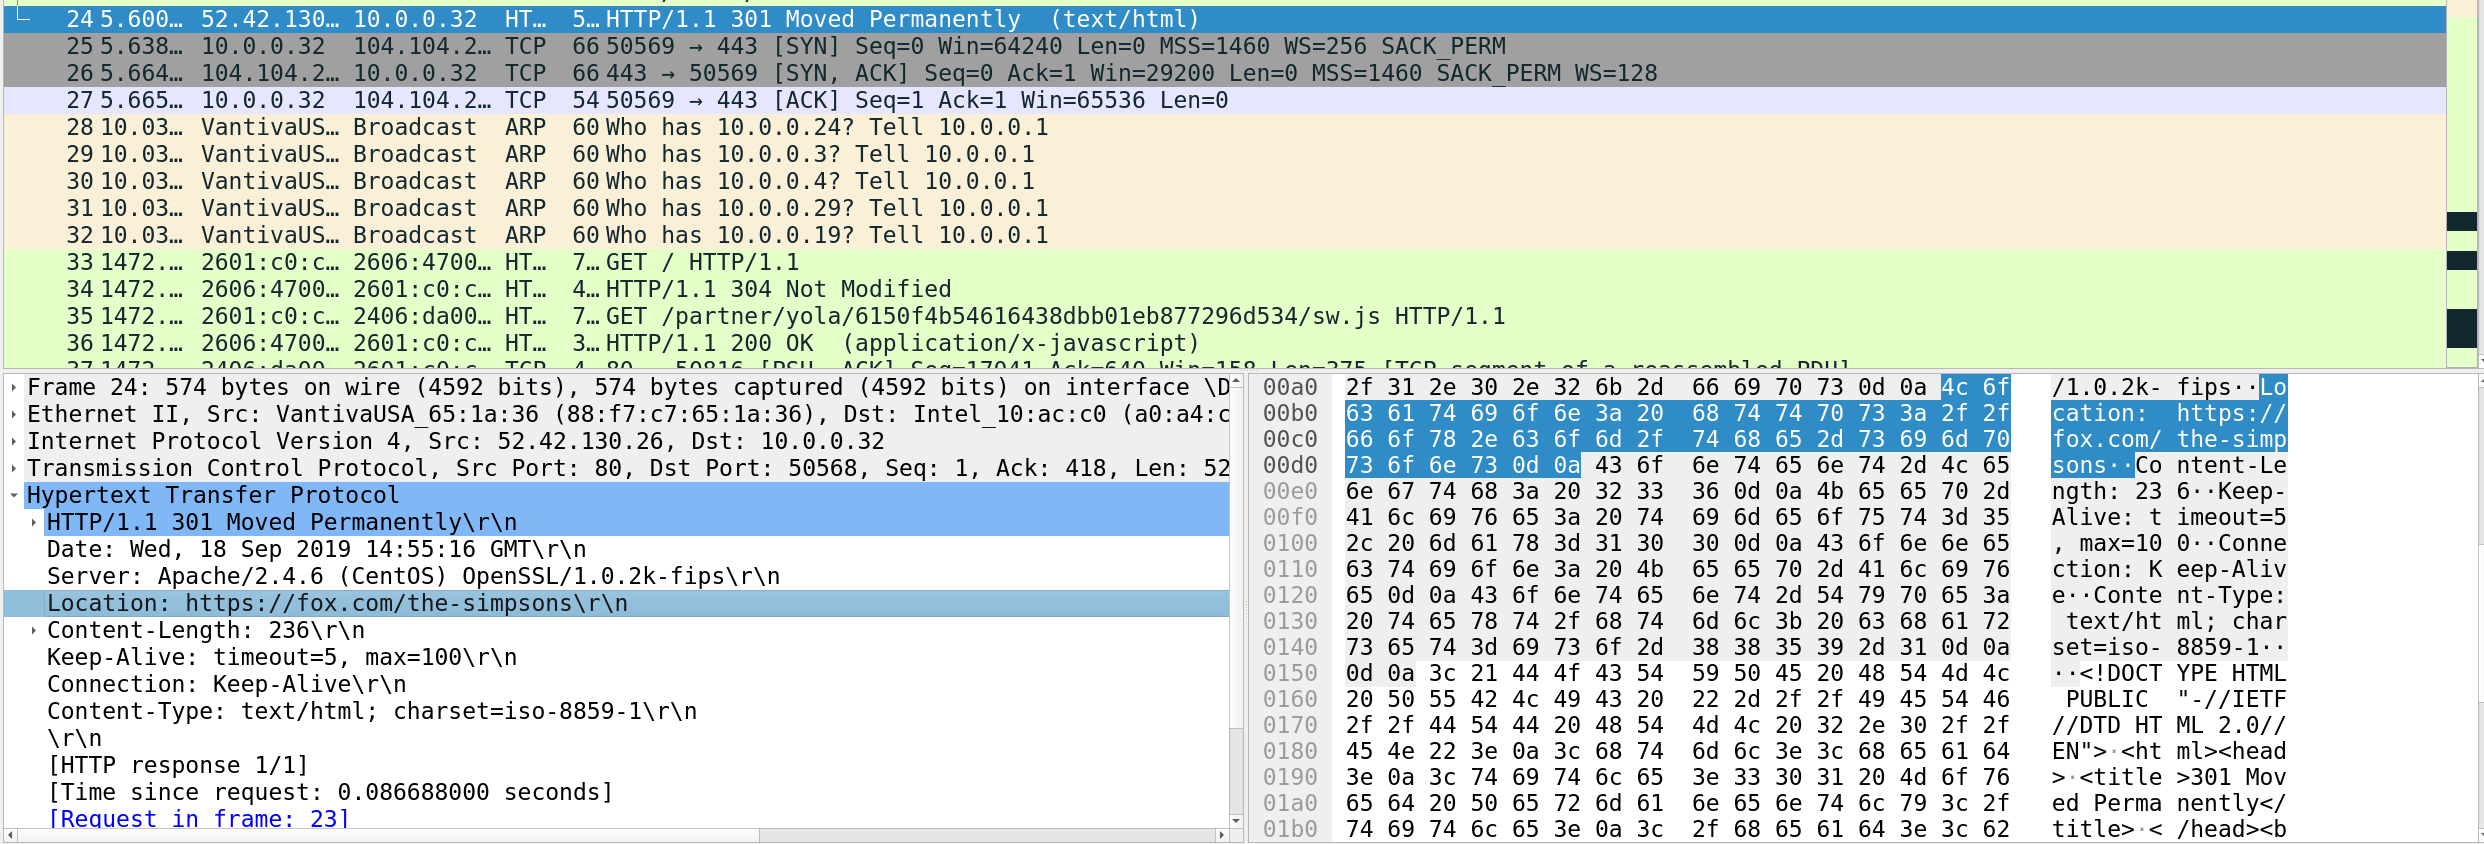 24 5.600… 52.42.130… 10.0.0.32 HT… 5… HTTP/1.1 301 Moved Permanently  (text/html)
25 5.638… 10.0.0.32 104.104.2… TCP 66 50569 → 443 [SYN] Seq=0 Win=64240 Len=0 MSS=1460 WS=256 SACK_PERM
26 5.664… 104.104.2… 10.0.0.32 TCP 66 443 → 50569 [SYN, ACK] Seq=0 Ack=1 Win=29200 Len=0 MSS=1460 SACK_PERM WS=128
27 5.665… 10.0.0.32 104.104.2… TCP 54 50569 → 443 [ACK] Seq=1 Ack=1 Win=65536 Len=0
28 10.03… VantivaUS… Broadcast ARP 60 Who has 10.0.0.24? Tell 10.0.0.1
29 10.03… VantivaUS… Broadcast ARP 60 Who has 10.0.0.3? Tell 10.0.0.1
30 10.03… VantivaUS… Broadcast ARP 60 Who has 10.0.0.4? Tell 10.0.0.1
31 10.03… VantivaUS… Broadcast ARP 60 Who has 10.0.0.29? Tell 10.0.0.1
32 10.03… VantivaUS… Broadcast ARP 60 Who has 10.0.0.19? Tell 10.0.0.1
33 1472.… 2601:c0:c… 2606:4700… HT… 7… GET / HTTP/1.1
34 1472.… 2606:4700… 2601:c0:c… HT… 4… HTTP/1.1 304 Not Modified
35 1472.… 2601:c0:c… 2406:da00… HT… 7… GET /partner/yola/6150f4b54616438dbb01eb877296d534/sw.js HTTP/1.1
36 1472.… 2606:4700… 2601:c0:c… HT… 3… HTTP/1.1 200 OK  (application/x-javascript)
Frame 24: 574 bytes on wire (4592 bits), 574 bytes captured (4592 bits) on interface \D
Ethernet II, Src: VantivaUSA_65:1a:36 (88:f7:c7:65:1a:36), Dst: Intel_10:ac:c0 (a0:a4:c
Internet Protocol Version 4, Src: 52.42.130.26, Dst: 10.0.0.32
Transmission Control Protocol, Src Port: 80, Dst Port: 50568, Seq: 1, Ack: 418, Len: 52
Hypertext Transfer Protocol
HTTP/1.1 301 Moved Permanently\r\n
Date: Wed, 18 Sep 2019 14:55:16 GMT\r\n
Server: Apache/2.4.6 (CentOS) OpenSSL/1.0.2k-fips\r\n
Location: https://fox.com/the-simpsons\r\n
Content-Length: 236\r\n
Keep-Alive: timeout=5, max=100\r\n
Connection: Keep-Alive\r\n
Content-Type: text/html; charset=iso-8859-1\r\n
\r\n
[HTTP response 1/1]
[Time since request: 0.086688000 seconds]
[Request in frame: 23]
00a0 2f 31 2e 30 2e 32 6b 2d 66 69 70 73 0d 0a 4c 6f /1.0.2k- fips··Lo
00b0 63 61 74 69 6f 6e 3a 20 68 74 74 70 73 3a 2f 2f cation:  https://
00c0 66 6f 78 2e 63 6f 6d 2f 74 68 65 2d 73 69 6d 70 fox.com/ the-simp
00d0 73 6f 6e 73 0d 0a 43 6f 6e 74 65 6e 74 2d 4c 65 sons··Co ntent-Le
00e0 6e 67 74 68 3a 20 32 33 36 0d 0a 4b 65 65 70 2d ngth: 23 6··Keep-
00f0 41 6c 69 76 65 3a 20 74 69 6d 65 6f 75 74 3d 35 Alive: t imeout=5
0100 2c 20 6d 61 78 3d 31 30 30 0d 0a 43 6f 6e 6e 65 , max=10 0··Conne
0110 63 74 69 6f 6e 3a 20 4b 65 65 70 2d 41 6c 69 76 ction: K eep-Aliv
0120 65 0d 0a 43 6f 6e 74 65 6e 74 2d 54 79 70 65 3a e··Conte nt-Type:
0130 20 74 65 78 74 2f 68 74 6d 6c 3b 20 63 68 61 72  text/ht ml; char
0140 73 65 74 3d 69 73 6f 2d 38 38 35 39 2d 31 0d 0a set=iso- 8859-1··
0150 0d 0a 3c 21 44 4f 43 54 59 50 45 20 48 54 4d 4c ··<!DOCT YPE HTML
0160 20 50 55 42 4c 49 43 20 22 2d 2f 2f 49 45 54 46  PUBLIC  "-//IETF
0170 2f 2f 44 54 44 20 48 54 4d 4c 20 32 2e 30 2f 2f //DTD HT ML 2.0//
0180 45 4e 22 3e 0a 3c 68 74 6d 6c 3e 3c 68 65 61 64 EN">·<ht ml><head
0190 3e 0a 3c 74 69 74 6c 65 3e 33 30 31 20 4d 6f 76 >·<title >301 Mov
01a0 65 64 20 50 65 72 6d 61 6e 65 6e 74 6c 79 3c 2f ed Perma nently</
01b0 74 69 74 6c 65 3e 0a 3c 2f 68 65 61 64 3e 3c 62 title>·< /head><b